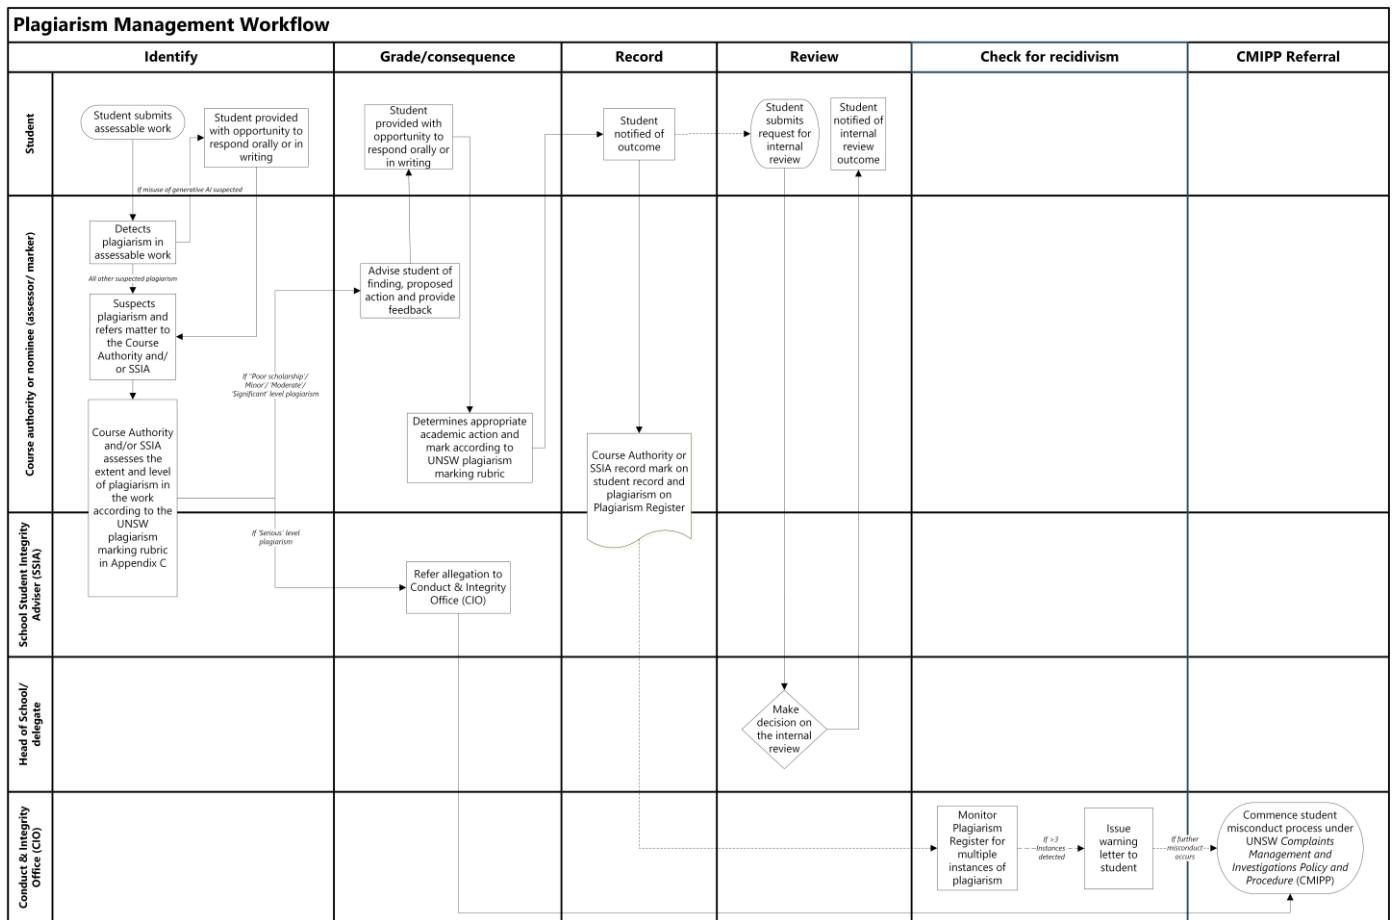 Plagiarism Management Workflow
Identify
Grade/consequence
Record
Review
Check for recidivism
CMIPP Referral
Student
Student submits
assessable work
Student provided
with opportunity to
respond orally or in
writing
If misuse of generative AI suspected
Student
provided with
opportunity to
respond orally or
in writing
Student
notified of
outcome
Student
submits
request for
internal
review
Student
notified of
internal
review
outcome
Course authority or nominee (assessor/ marker)
Detects
plagiarism in
assessable work
All other suspected plagiarism
Suspects
plagiarism and
refers matter to
the Course
Authority and/
or SSIA
Course Authority
and/or SSIA
assesses the
extent and level
of plagiarism in
the work
according to the
UNSW
plagiarism
marking rubric
in Appendix C
If "Poor scholarship'/
Minor'/ 'Moderate'/
'Significant' level plagiarism
If 'Serious' level
plagiarism
Advise student of
finding, proposed
action and provide
feedback
Determines appropriate
academic action and
mark according to
UNSW plagiarism
marking rubric
Course Authority or
SSIA record mark on
student record and
plagiarism on
Plagiarism Register
School Student Integrity
Adviser (SSIA)
Refer allegation to
Conduct & Integrity
Office (CIO)
Head of School/
delegate
Make
decision on
the internal
review
Conduct & Integrity
Office (CIO)
Monitor
Plagiarism
Register for
multiple
instances of
plagiarism
If >3
Instances
detected
Issue
warning
letter to
student
If further
misconduct
occurs
Commence student
misconduct process under
UNSW Complaints
Management and
Investigations Policy and
Procedure (CMIPP)